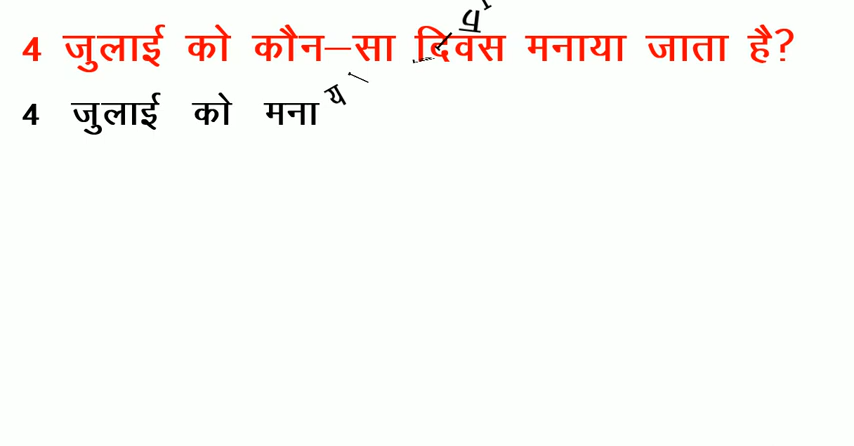 4 जुलाई को कौन–सा दिवस मनाया जाता है?
4 जुलाई को मनाया